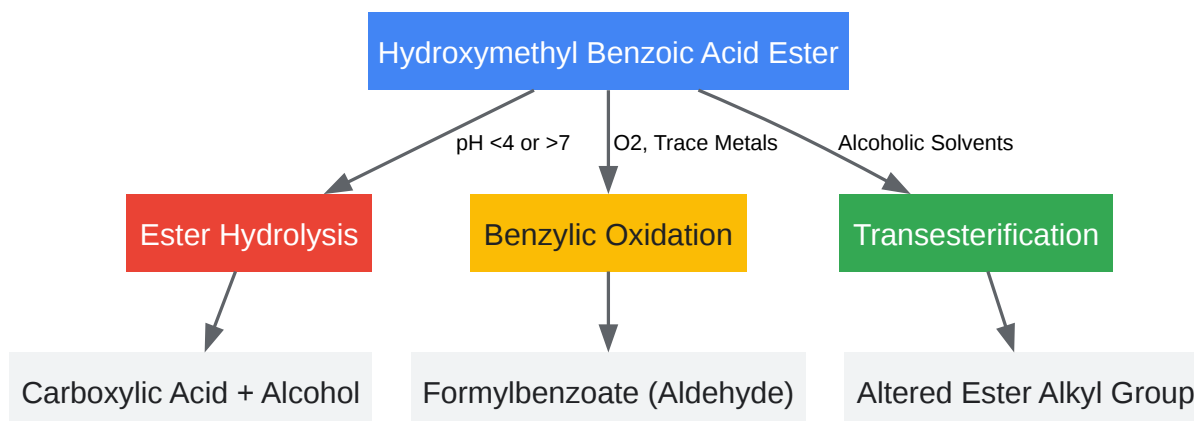 Hydroxymethyl Benzoic Acid Ester
pH <4 or >7
O2, Trace Metals
Alcoholic Solvents
Ester Hydrolysis
Benzylic Oxidation
Transesterification
Carboxylic Acid + Alcohol
Formylbenzoate (Aldehyde)
Altered Ester Alkyl Group